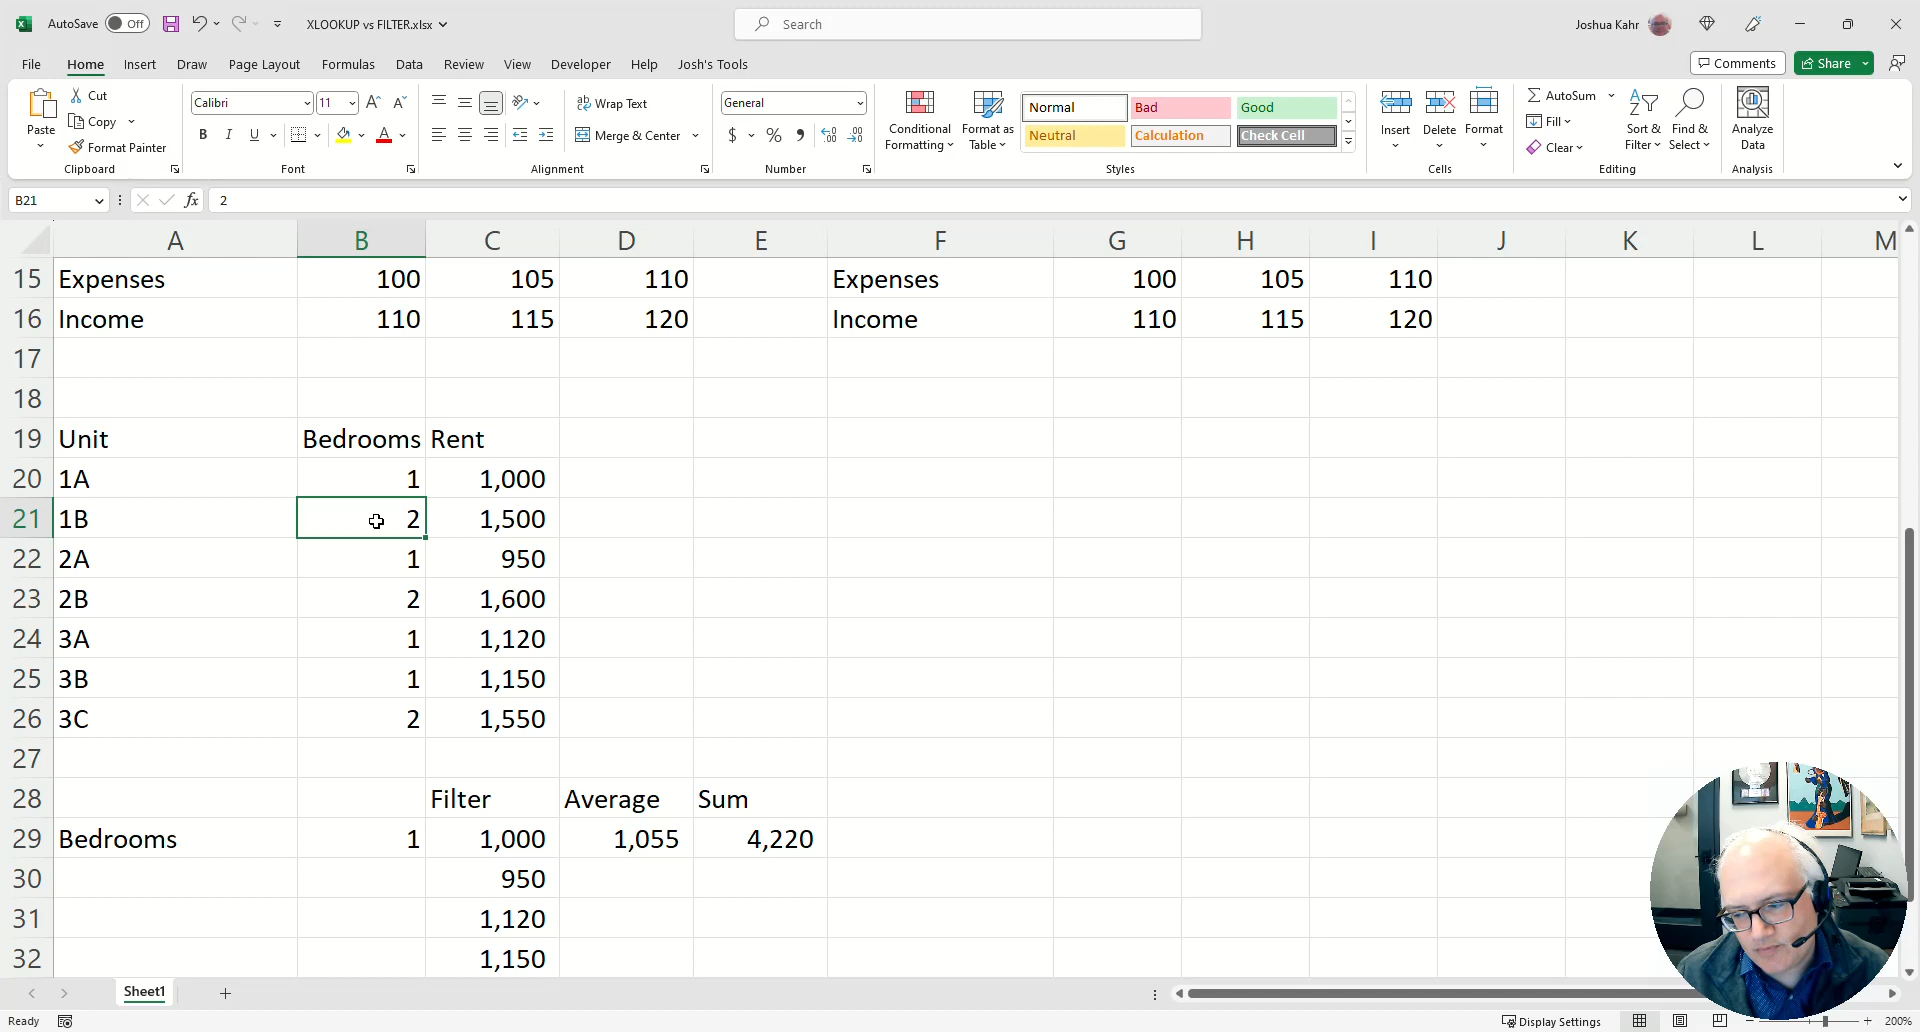 AutoSave Off XLOOKUP vs FILTER.xlsx Search Joshua Kahr
File Home Insert Draw Page Layout Formulas Data Review View Developer Help Josh's Tools Comments Share
Paste Cut Copy Format Painter Clipboard
Calibri 11 B I U A Font
ab Wrap Text Merge & Center Alignment
General $ % Number
Conditional Formatting Format as Table Normal Bad Good Neutral Calculation Check Cell Styles
Insert Delete Format Cells
AutoSum Fill Clear Sort & Filter Find & Select Editing
Analyze Data Analysis
B21 fx 2
A B C D E F G H I J K L M
15 Expenses 100 105 110 Expenses 100 105 110
16 Income 110 115 120 Income 110 115 120
17
18
19 Unit Bedrooms Rent
20 1A 1 1,000
21 1B 2 1,500
22 2A 1 950
23 2B 2 1,600
24 3A 1 1,120
25 3B 1 1,150
26 3C 2 1,550
27
28 Filter Average Sum
29 Bedrooms 1 1,000 1,055 4,220
30 950
31 1,120
32 1,150
Sheet1
Ready Display Settings 200%